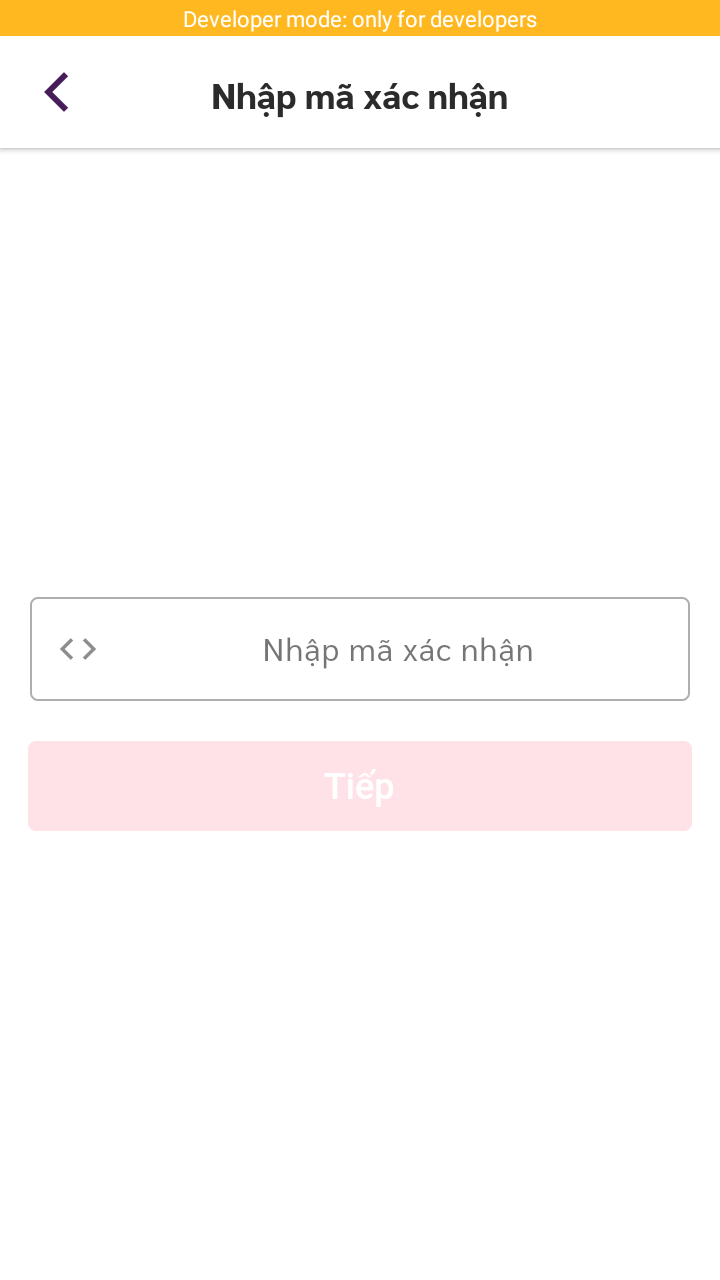 Developer mode: only for developers
Nhập mã xác nhận
Nhập mã xác nhận
Tiếp